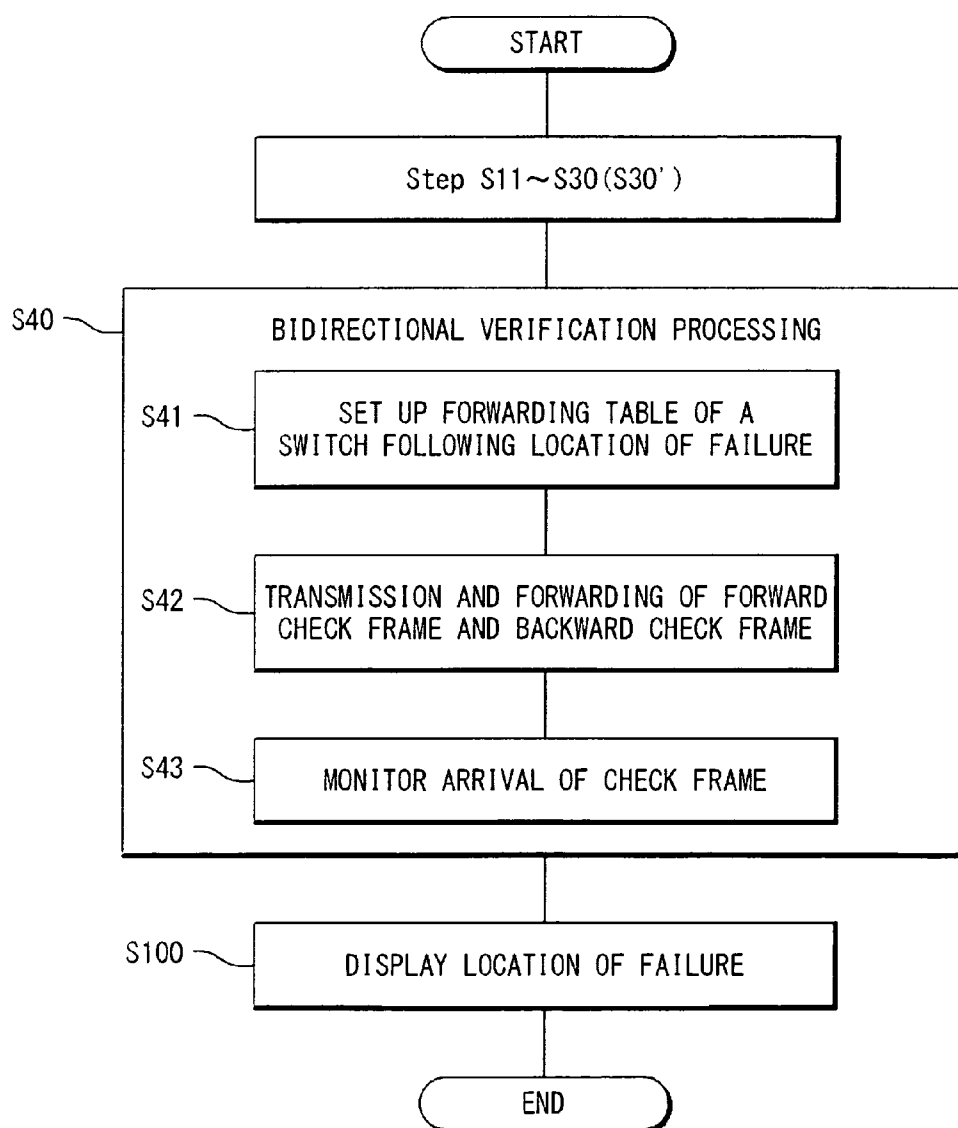 START
Step S11~S30(S30')
S40
BIDIRECTIONAL VERIFICATION PROCESSING
S41
SET UP FORWARDING TABLE OF A
SWITCH FOLLOWING LOCATION OF FAILURE
S42
TRANSMISSION AND FORWARDING OF FORWARD
CHECK FRAME AND BACKWARD CHECK FRAME
S43
MONITOR ARRIVAL OF CHECK FRAME
S100
DISPLAY LOCATION OF FAILURE
END